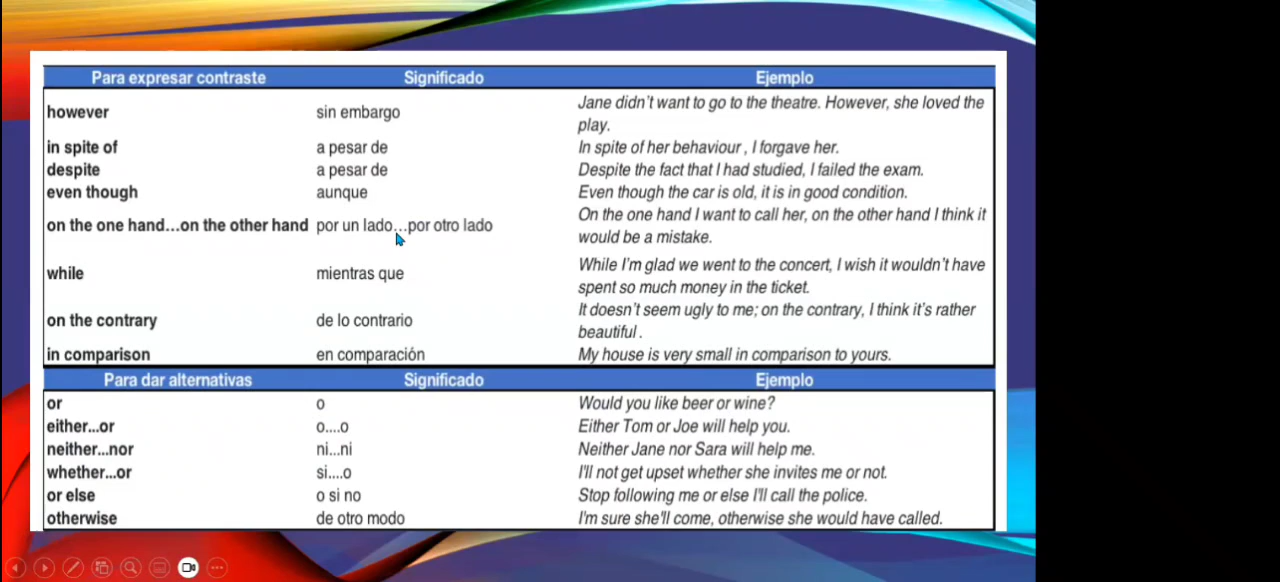 Para expresar contraste Significado Ejemplo
however sin embargo Jane didn't want to go to the theatre. However, she loved the
play.
in spite of a pesar de In spite of her behaviour , I forgave her.
despite a pesar de Despite the fact that I had studied, I failed the exam.
even though aunque Even though the car is old, it is in good condition.
on the one hand...on the other hand por un lado...por otro lado On the one hand I want to call her, on the other hand I think it
would be a mistake.
while mientras que While I'm glad we went to the concert, I wish it wouldn't have
spent so much money in the ticket.
on the contrary de lo contrario It doesn't seem ugly to me; on the contrary, I think it's rather
beautiful .
in comparison en comparación My house is very small in comparison to yours.
Para dar alternativas Significado Ejemplo
or o Would you like beer or wine?
either...or o....o Either Tom or Joe will help you.
neither...nor ni...ni Neither Jane nor Sara will help me.
whether...or si....o I'll not get upset whether she invites me or not.
or else o si no Stop following me or else I'll call the police.
otherwise de otro modo I'm sure she'll come, otherwise she would have called.